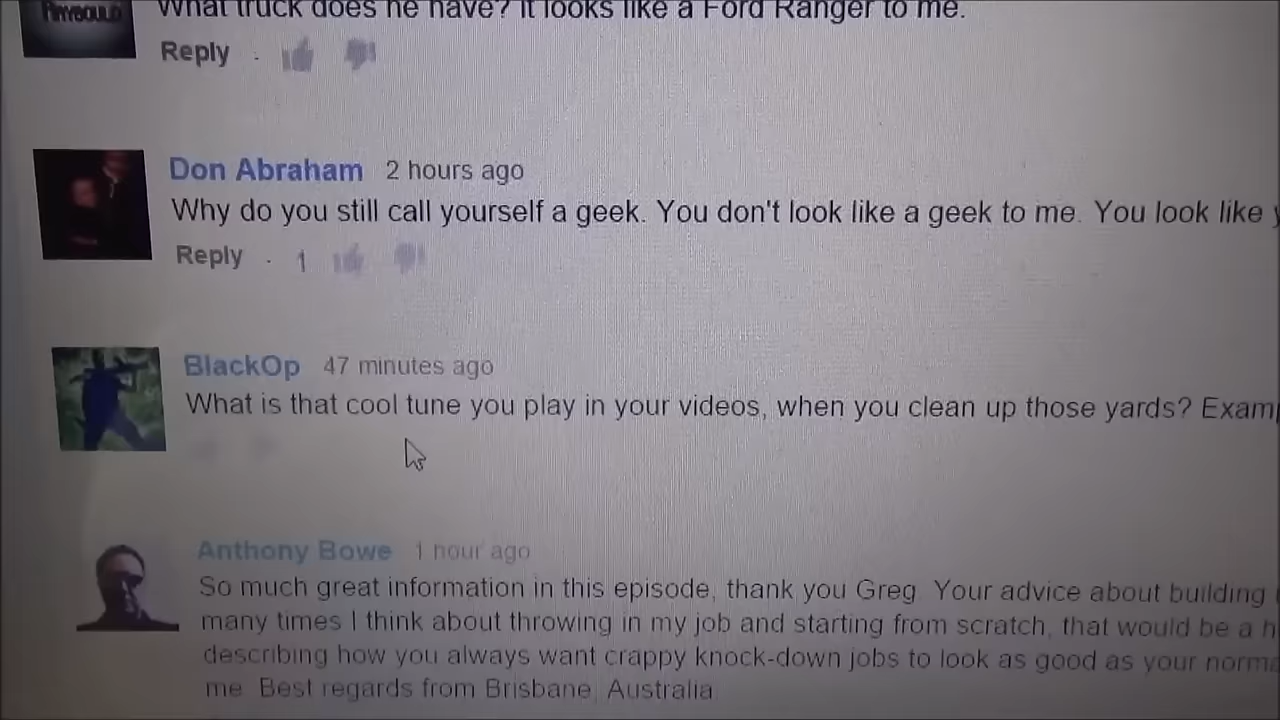 What truck does he have? It looks like a Ford Ranger to me.
Reply
Don Abraham 2 hours ago
Why do you still call yourself a geek. You don't look like a geek to me. You look like
Reply · 1
BlackOp 47 minutes ago
What is that cool tune you play in your videos, when you clean up those yards? Exam
Anthony Bowe 1 hour ago
So much great information in this episode, thank you Greg. Your advice about building
many times I think about throwing in my job and starting from scratch, that would be a h
describing how you always want crappy knock-down jobs to look as good as your norma
me. Best regards from Brisbane, Australia